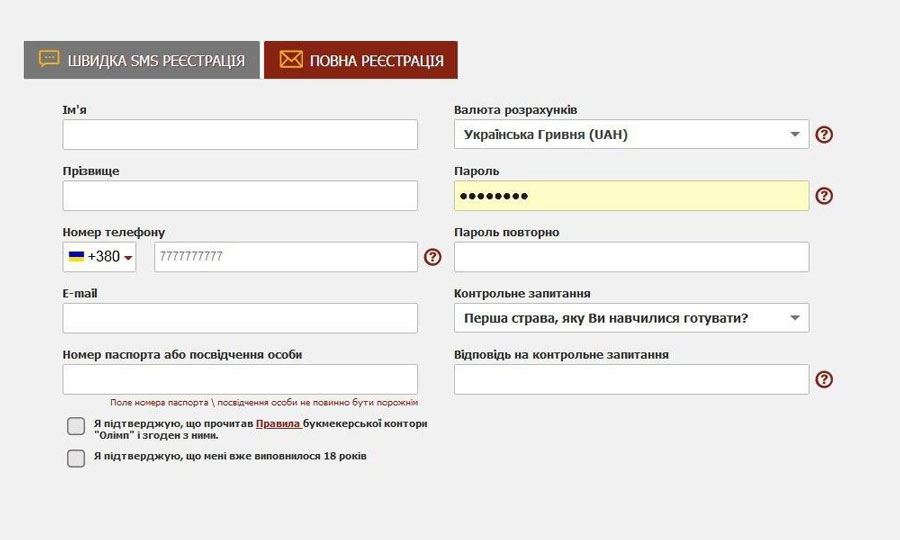 ШВИДКА SMS РЕЄСТРАЦІЯ
ПОВНА РЕЄСТРАЦІЯ
Ім'я
Валюта розрахунків
Українська Гривня (UAH)
Прізвище
Пароль
Номер телефону
+380
7777777777
Пароль повторно
E-mail
Контрольне запитання
Перша страва, яку Ви навчилися готувати?
Номер паспорта або посвідчення особи
Відповідь на контрольне запитання
Поле номера паспорта \ посвідчення особи не повинно бути порожнім
Я підтверджую, що прочитав Правила букмекерської контори
"Олімп" і згоден з ними.
Я підтверджую, що мені вже виповнилося 18 років